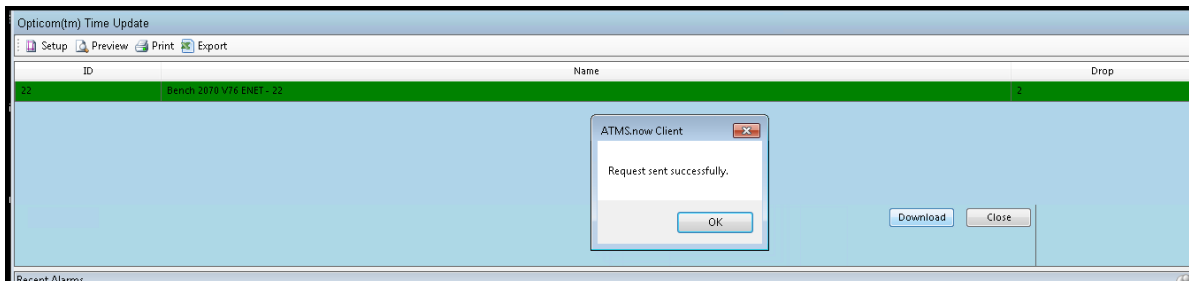 Opticom(tm) Time Update
Setup Preview Print Export
ID Name Drop
22 Bench 2070 V76 ENET - 22 2
ATMS.now Client
Request sent successfully.
OK
Download Close
Recent Alarms